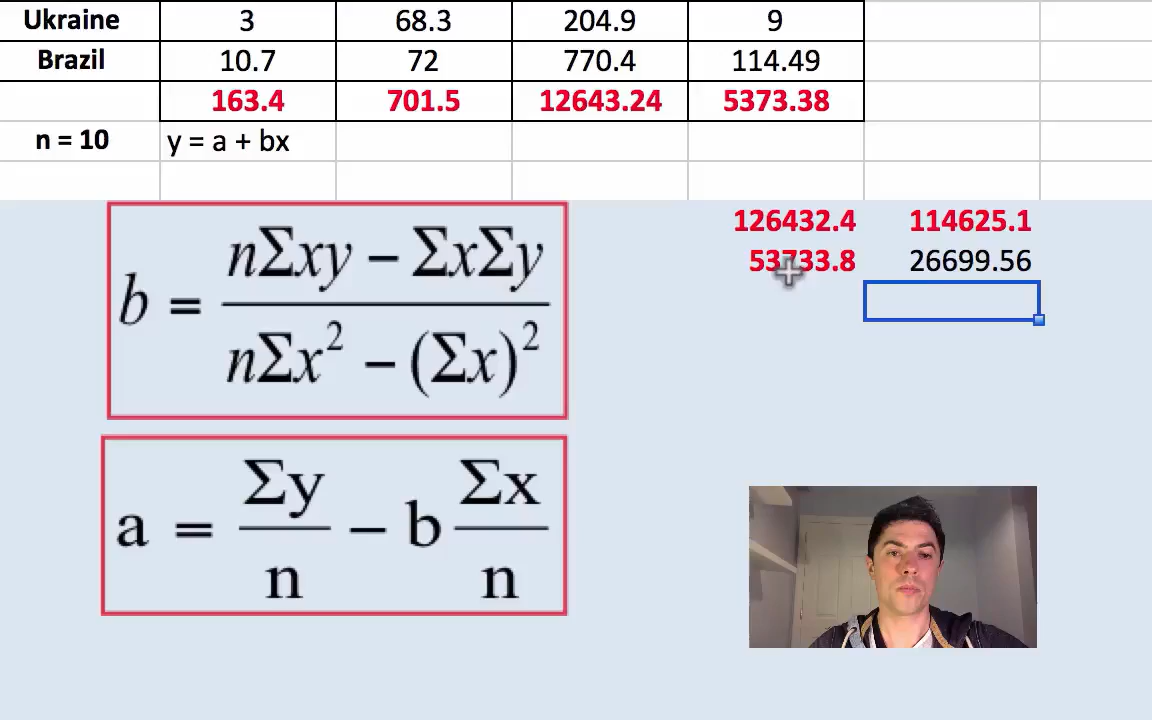 Ukraine 3 68.3 204.9 9
Brazil 10.7 72 770.4 114.49
163.4 701.5 12643.24 5373.38
n = 10 y = a + bx
126432.4 114625.1
53733.8 26699.56
b = nΣxy − ΣxΣy / nΣx² − (Σx)²
a = Σy / n − b Σx / n